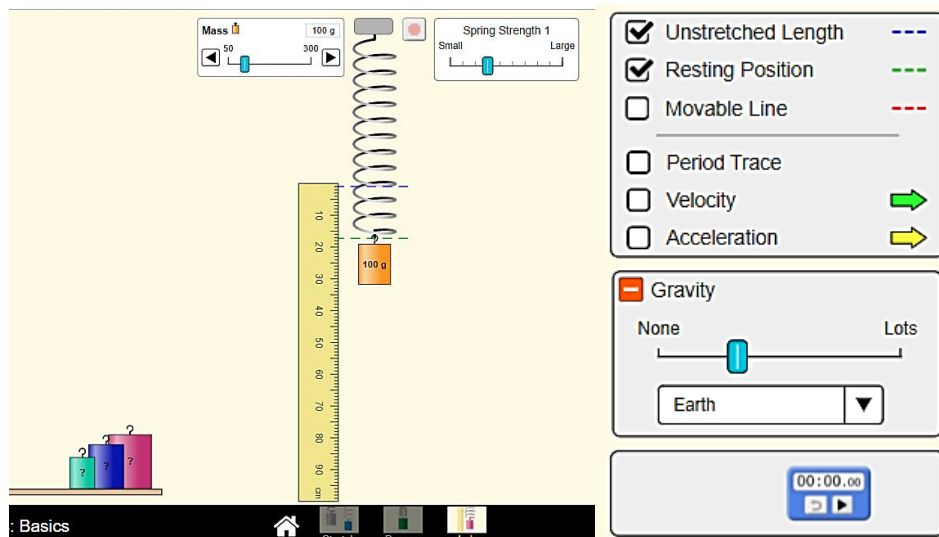 Mass
100 g
50
300
Spring Strength 1
Small
Large
10
20
30
40
50
60
70
80
90
cm
100 g
?
?
?
: Basics
Unstretched Length
Resting Position
Movable Line
Period Trace
Velocity
Acceleration
Gravity
None
Lots
Earth
00:00.00